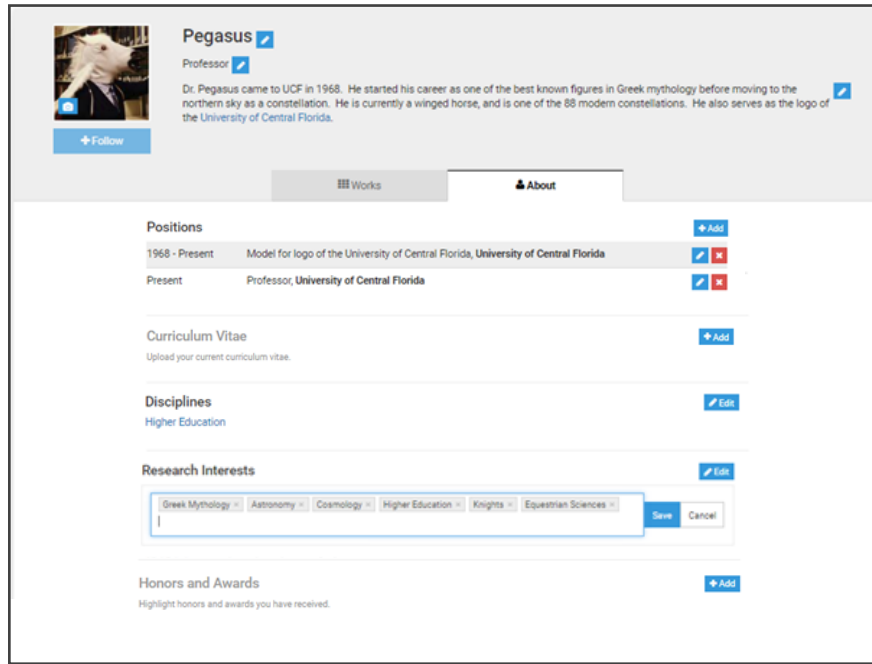 Pegasus
Professor
Dr. Pegasus came to UCF in 1968. He started his career as one of the best known figures in Greek mythology before moving to the
northern sky as a constellation. He is currently a winged horse, and is one of the 88 modern constellations. He also serves as the logo of
the University of Central Florida.
+Follow
Works
About
Positions
+ Add
1968 - Present Model for logo of the University of Central Florida, University of Central Florida
Present Professor, University of Central Florida
Curriculum Vitae
+ Add
Upload your current curriculum vitae.
Disciplines
Edit
Higher Education
Research Interests
Edit
Greek Mythology × Astronomy × Cosmology × Higher Education × Knights × Equestrian Sciences ×
Save Cancel
Honors and Awards
+ Add
Highlight honors and awards you have received.